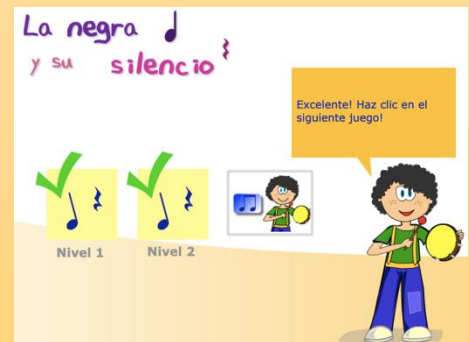 La negra
y su silencio
Excelente! Haz clic en el
siguiente juego!
Nivel 1
Nivel 2